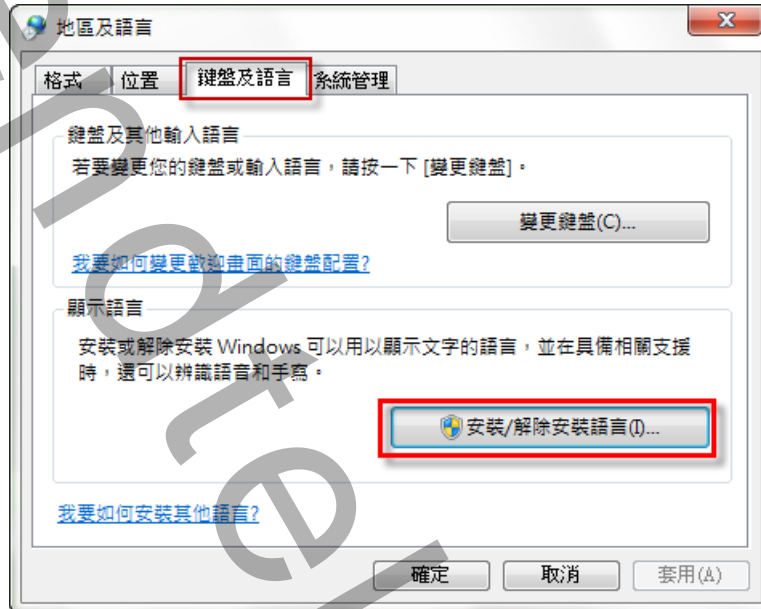 地區及語言
格式 位置 鍵盤及語言 系統管理
鍵盤及其他輸入語言
若要變更您的鍵盤或輸入語言，請按一下 [變更鍵盤]。
變更鍵盤(C)...
我要如何變更歡迎畫面的鍵盤配置?
顯示語言
安裝或解除安裝 Windows 可以用以顯示文字的語言，並在具備相關支援
時，還可以辨識語音和手寫。
安裝/解除安裝語言(I)...
我要如何安裝其他語言?
確定 取消 套用(A)